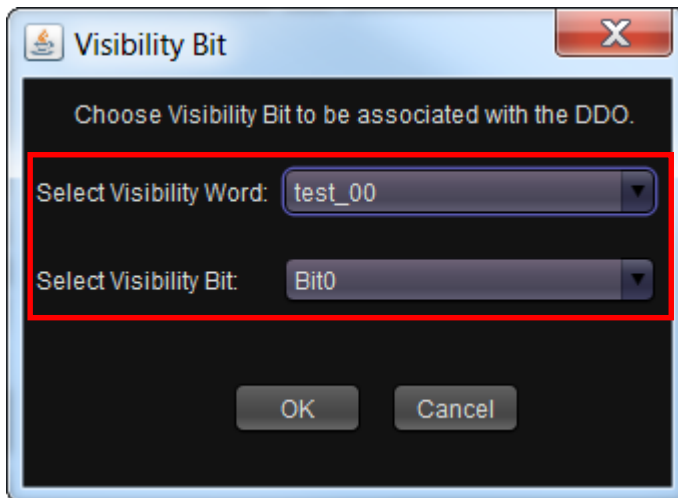 Visibility Bit
Choose Visibility Bit to be associated with the DDO.
Select Visibility Word: test_00
Select Visibility Bit: Bit0
OK Cancel